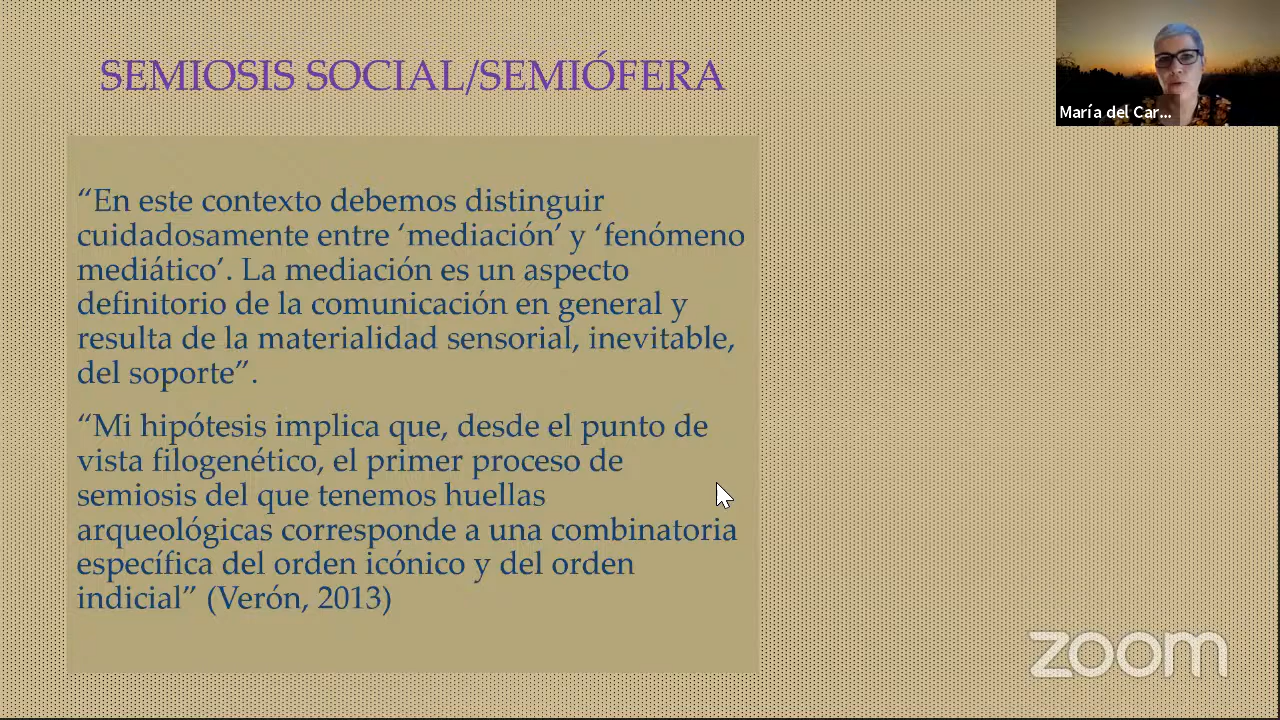 SEMIOSIS SOCIAL/SEMIÓFERA
María del Car...
“En este contexto debemos distinguir
cuidadosamente entre ‘mediación’ y ‘fenómeno
mediático’. La mediación es un aspecto
definitorio de la comunicación en general y
resulta de la materialidad sensorial, inevitable,
del soporte”.
“Mi hipótesis implica que, desde el punto de
vista filogenético, el primer proceso de
semiosis del que tenemos huellas
arqueológicas corresponde a una combinatoria
específica del orden icónico y del orden
indicial” (Verón, 2013)
zoom